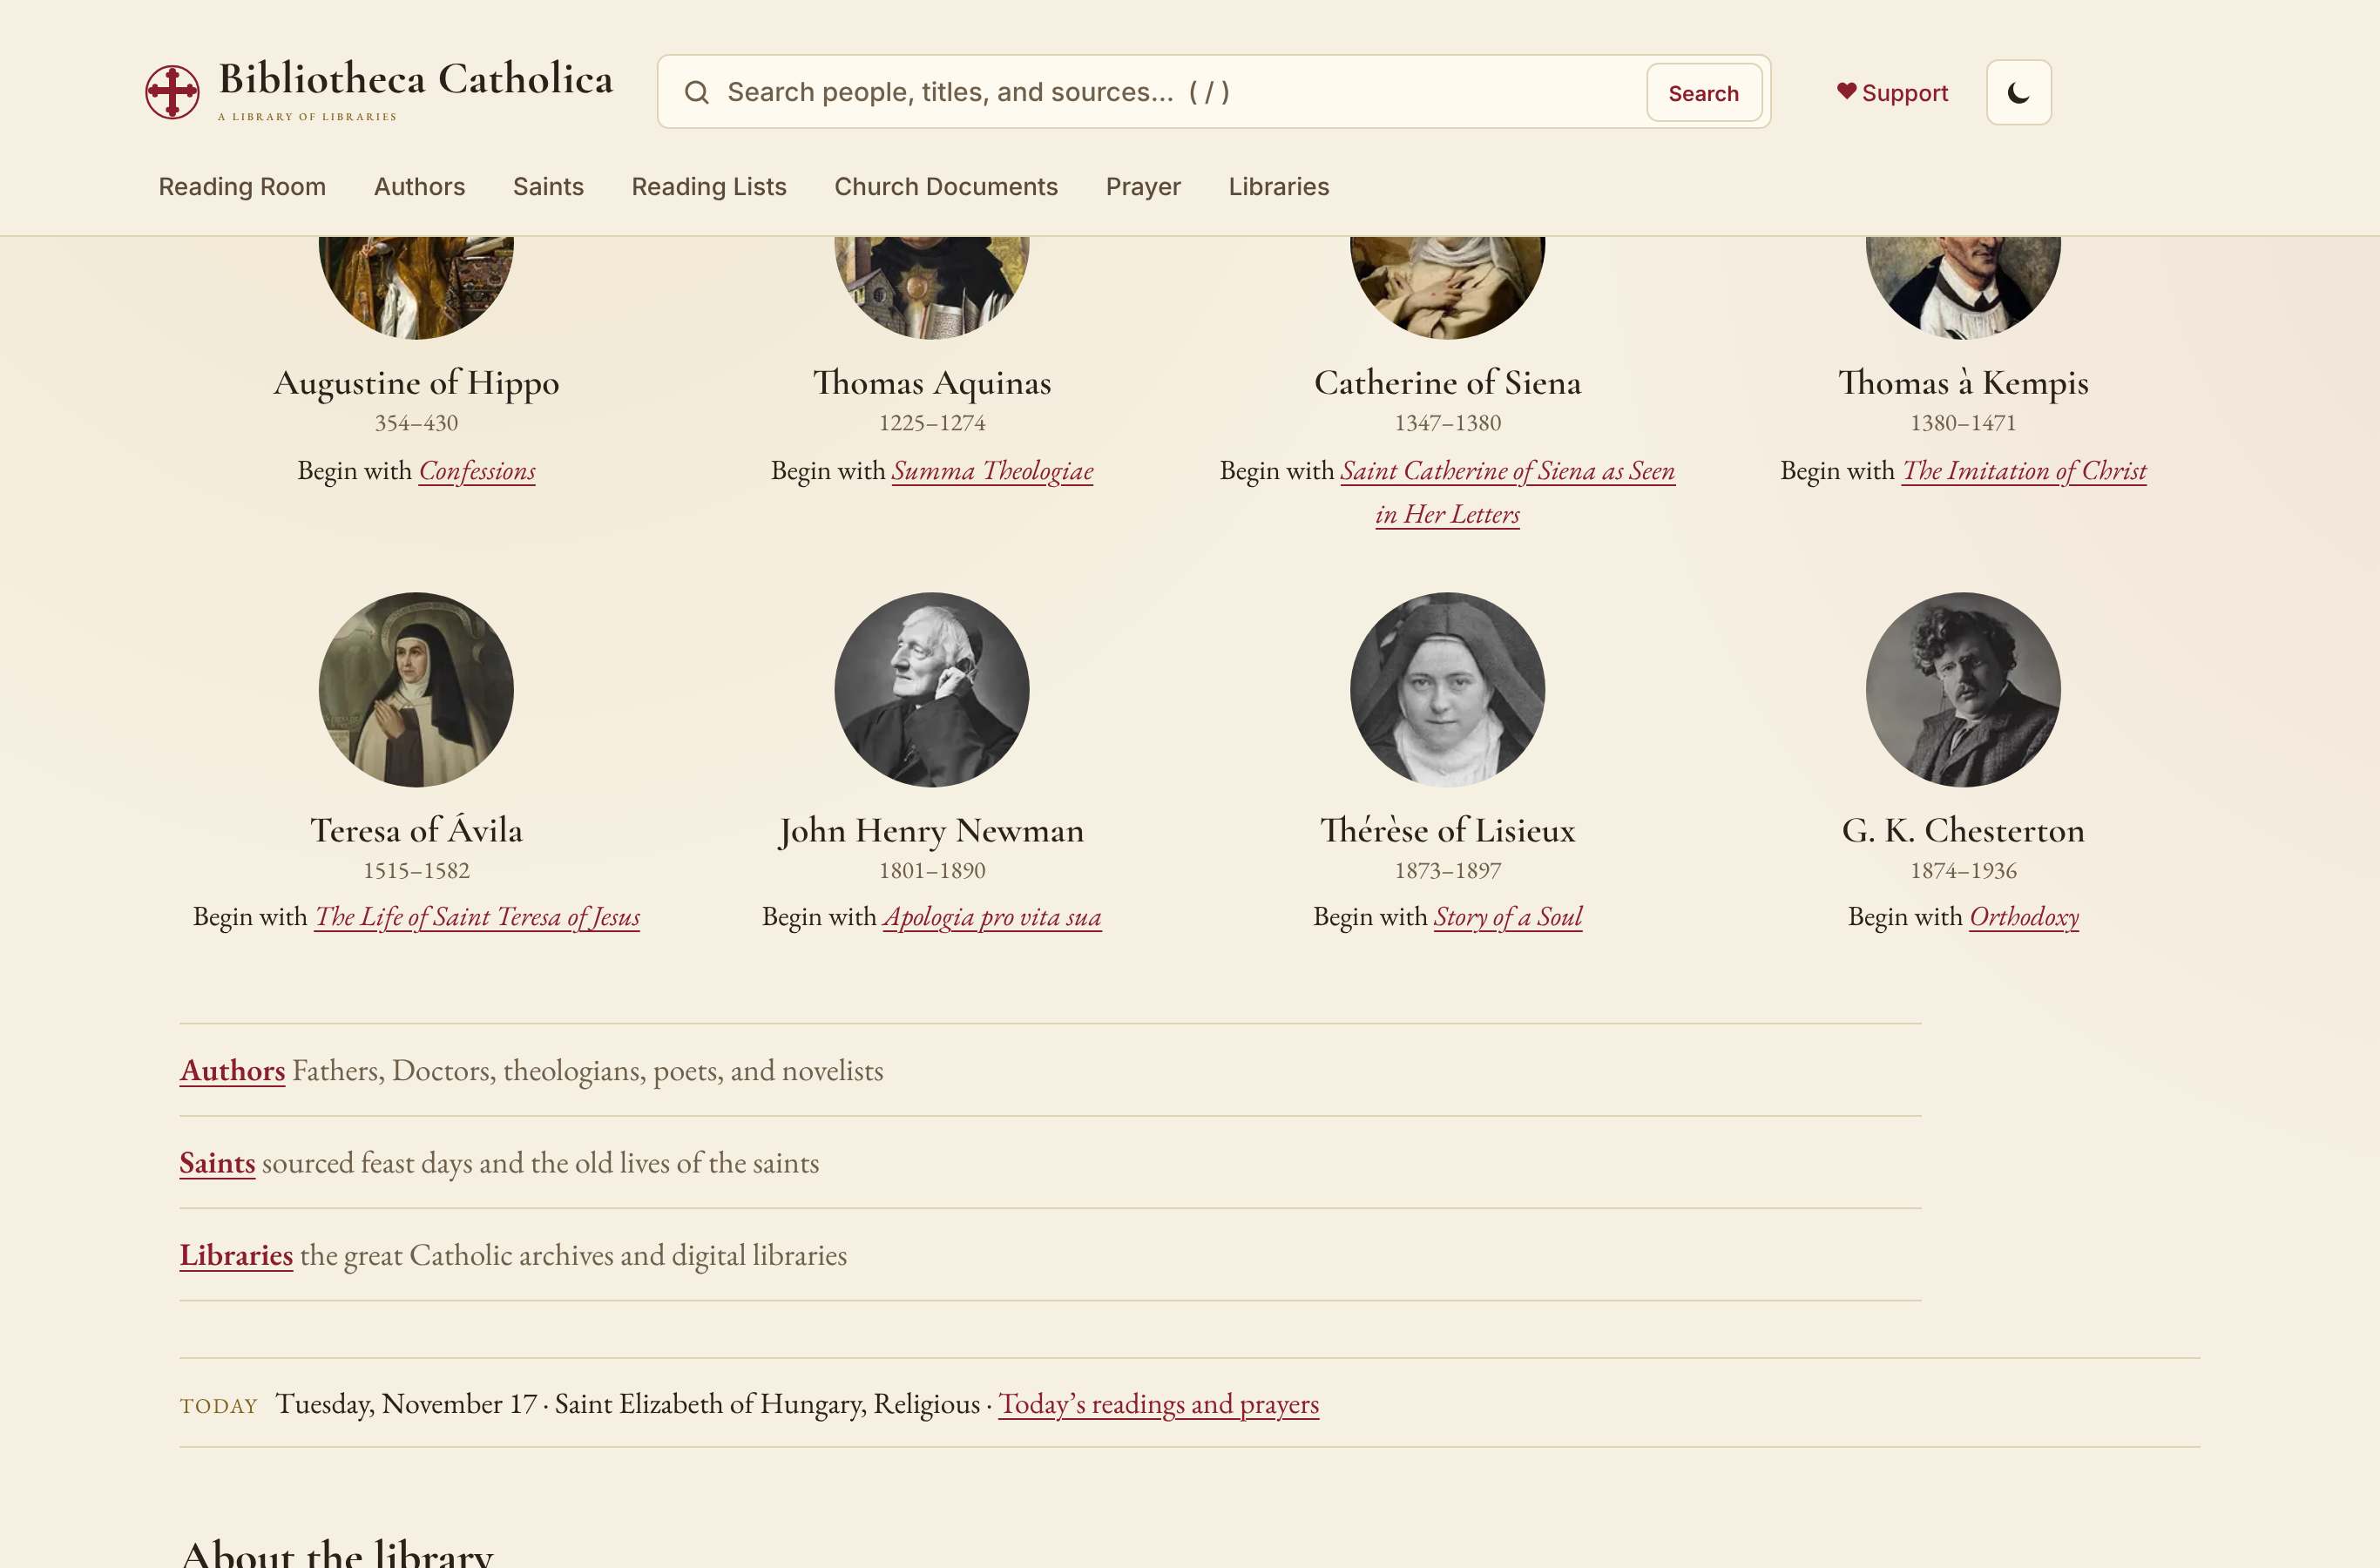 Bibliotheca Catholica
A LIBRARY OF LIBRARIES
Search people, titles, and sources... ( / )
Search
Support
Reading Room
Authors
Saints
Reading Lists
Church Documents
Prayer
Libraries
Augustine of Hippo
354–430
Begin with Confessions
Thomas Aquinas
1225–1274
Begin with Summa Theologiae
Catherine of Siena
1347–1380
Begin with Saint Catherine of Siena as Seen
in Her Letters
Thomas à Kempis
1380–1471
Begin with The Imitation of Christ
Teresa of Ávila
1515–1582
Begin with The Life of Saint Teresa of Jesus
John Henry Newman
1801–1890
Begin with Apologia pro vita sua
Thérèse of Lisieux
1873–1897
Begin with Story of a Soul
G. K. Chesterton
1874–1936
Begin with Orthodoxy
Authors Fathers, Doctors, theologians, poets, and novelists
Saints sourced feast days and the old lives of the saints
Libraries the great Catholic archives and digital libraries
TODAY Tuesday, November 17 · Saint Elizabeth of Hungary, Religious · Today’s readings and prayers
About the library